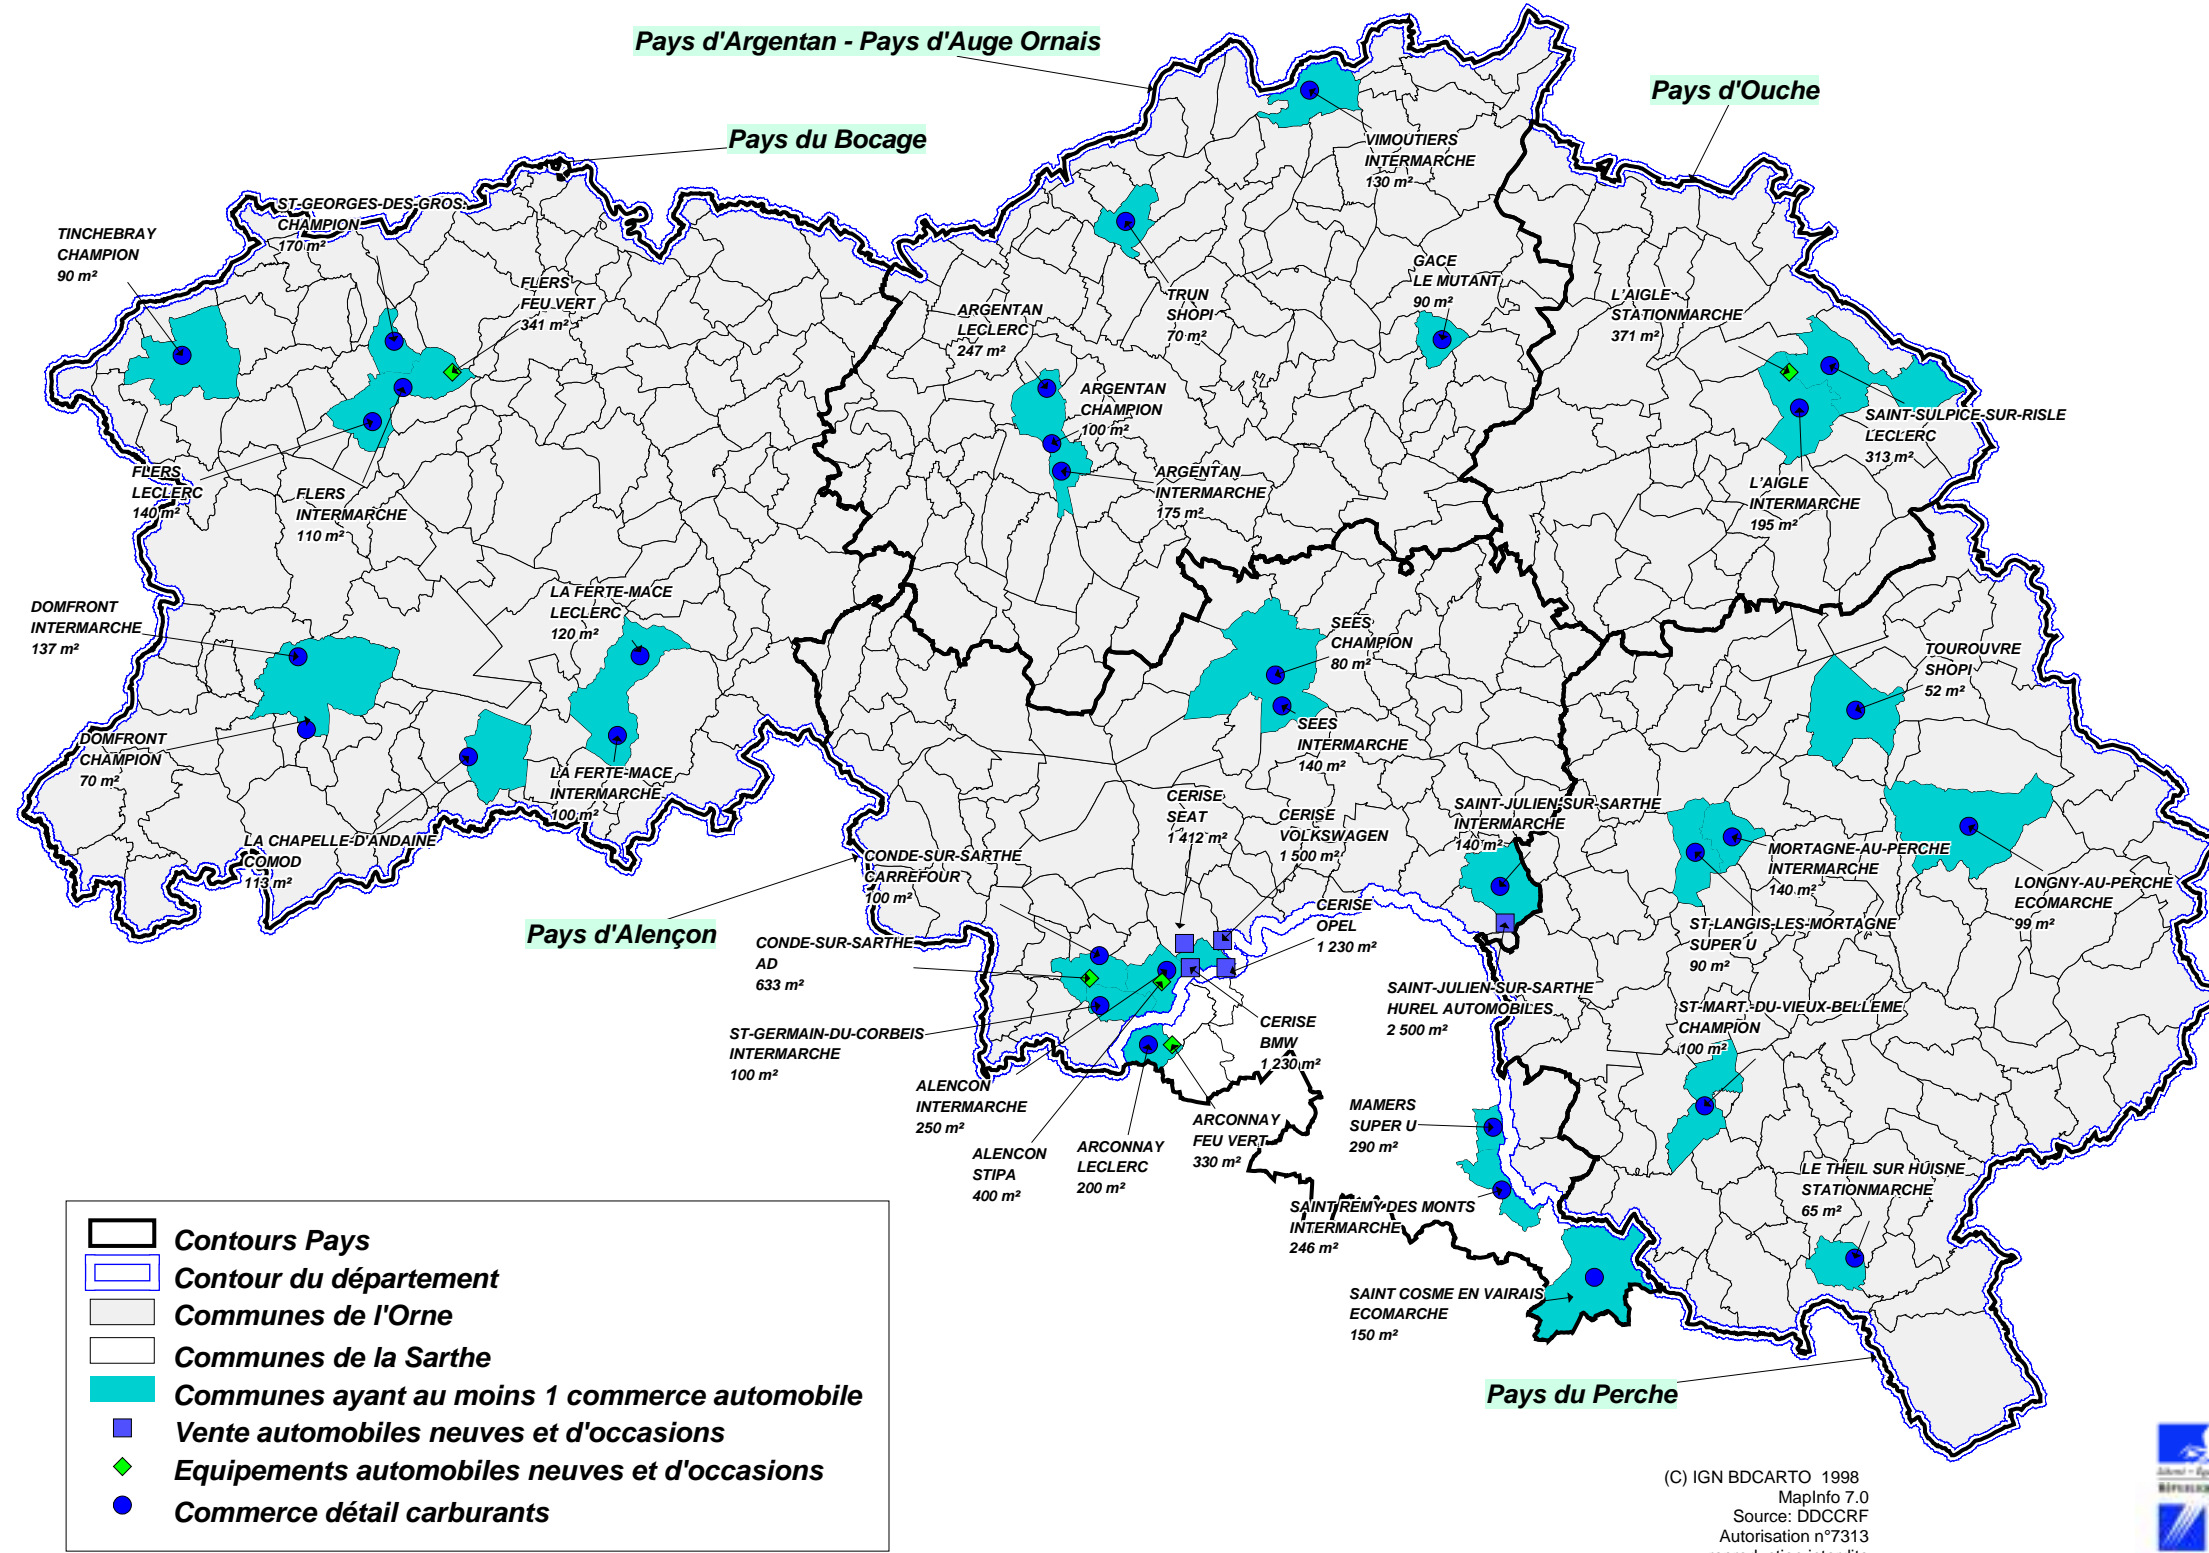 Pays d'Argentan - Pays d'Auge Ornais
Pays d'Ouche
Pays du Bocage
VIMOUTIERS
INTERMARCHE
130 m²
ST-GEORGES-DES-GROS.
CHAMPION
170 m²
TINCHEBRAY
CHAMPION
90 m²
FLERS
FEU VERT
341 m²
ARGENTAN
LECLERC
247 m²
TRUN
SHOPI
70 m²
GACE
LE MUTANT
90 m²
L'AIGLE
STATIONMARCHE
371 m²
ARGENTAN
CHAMPION
100 m²
SAINT-SULPICE-SUR-RISLE
LECLERC
313 m²
FLERS
LECLERC
140 m²
FLERS
INTERMARCHE
110 m²
ARGENTAN
INTERMARCHE
175 m²
L'AIGLE
INTERMARCHE
195 m²
DOMFRONT
INTERMARCHE
137 m²
LA FERTE-MACE
LECLERC
120 m²
SEES
CHAMPION
80 m²
TOUROUVRE
SHOPI
52 m²
DOMFRONT
CHAMPION
70 m²
LA FERTE-MACE
INTERMARCHE
100 m²
SEES
INTERMARCHE
140 m²
LA CHAPELLE-D'ANDAINE
COMOD
113 m²
CERISE
SEAT
1 412 m²
CERISE
VOLKSWAGEN
1 500 m²
SAINT-JULIEN-SUR-SARTHE
INTERMARCHE
140 m²
MORTAGNE-AU-PERCHE
INTERMARCHE
140 m²
CONDE-SUR-SARTHE
CARREFOUR
100 m²
LONGNY-AU-PERCHE
ECOMARCHE
99 m²
Pays d'Alençon
CERISE
OPEL
1 230 m²
ST-LANGIS-LES-MORTAGNE
SUPER U
90 m²
CONDE-SUR-SARTHE
AD
633 m²
SAINT-JULIEN-SUR-SARTHE
HUREL AUTOMOBILES
2 500 m²
ST-MART.-DU-VIEUX-BELLEME
CHAMPION
100 m²
ST-GERMAIN-DU-CORBEIS
INTERMARCHE
100 m²
CERISE
BMW
1 230 m²
ALENCON
INTERMARCHE
250 m²
MAMERS
SUPER U
290 m²
ARCONNAY
FEU VERT
330 m²
ALENCON
STIPA
400 m²
ARCONNAY
LECLERC
200 m²
LE THEIL SUR HUISNE
STATIONMARCHE
65 m²
SAINT REMY DES MONTS
INTERMARCHE
246 m²
SAINT COSME EN VAIRAIS
ECOMARCHE
150 m²
Pays du Perche
Contours Pays
Contour du département
Communes de l'Orne
Communes de la Sarthe
Communes ayant au moins 1 commerce automobile
Vente automobiles neuves et d'occasions
Equipements automobiles neuves et d'occasions
Commerce détail carburants
(C) IGN BDCARTO 1998
MapInfo 7.0
Source: DDCCRF
Autorisation n°7313